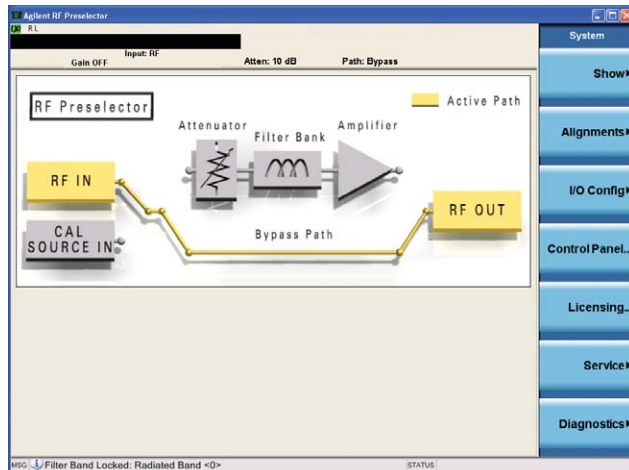 Agilent RF Preselector
R L
System
Input: RF
Gain OFF
Atten: 10 dB
Path: Bypass
Show
RF Preselector
Active Path
Attenuator
Filter Bank
Amplifier
Alignments
RF IN
I/O Config
RF OUT
CAL
SOURCE IN
Bypass Path
Control Panel..
Licensing..
Service
Diagnostics
MSG
Filter Band Locked: Radiated Band <0>
STATUS